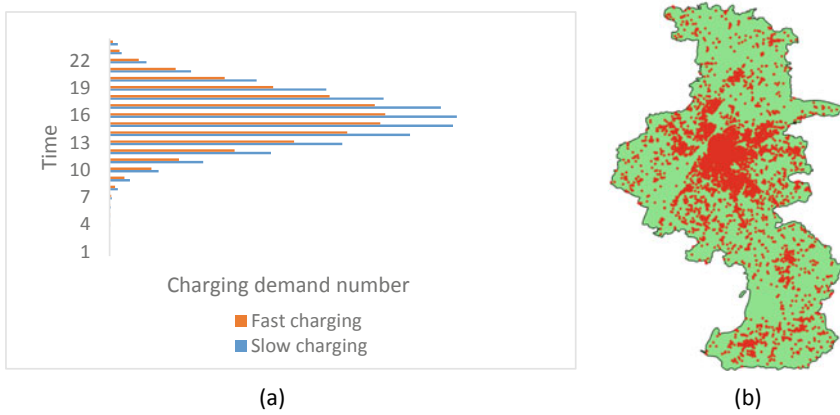 22
19
16
13
10
7
4
1
Time
Charging demand number
Fast charging
Slow charging
(a)
(b)